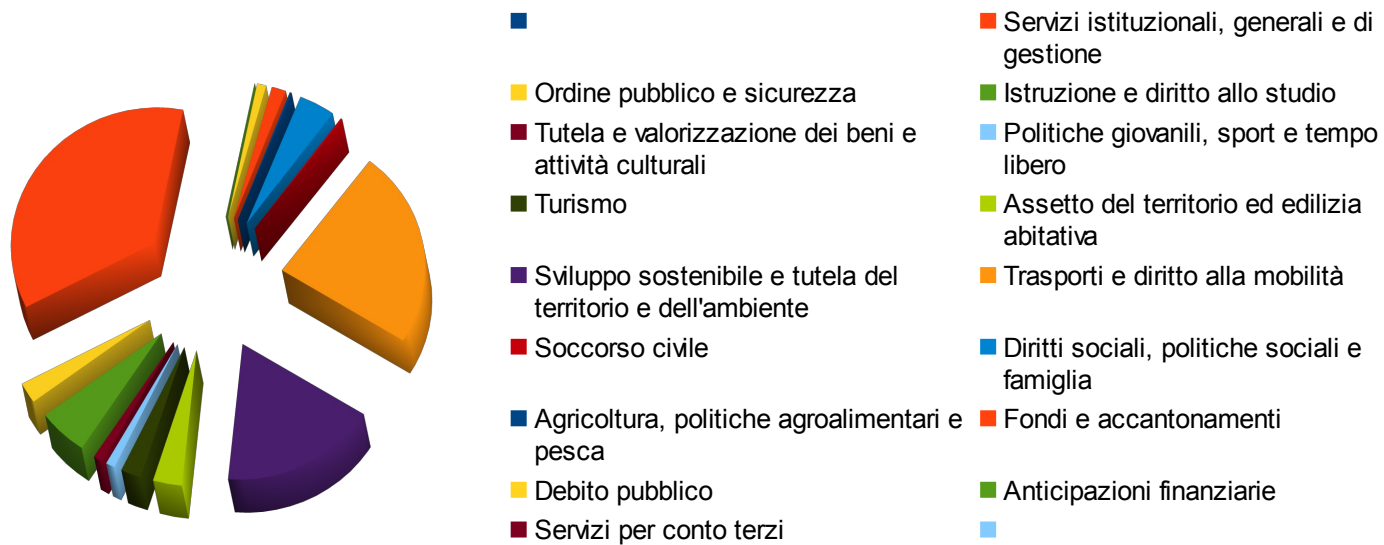 Servizi istituzionali, generali e di
gestione
Ordine pubblico e sicurezza
Istruzione e diritto allo studio
Tutela e valorizzazione dei beni e
attività culturali
Politiche giovanili, sport e tempo
libero
Turismo
Assetto del territorio ed edilizia
abitativa
Sviluppo sostenibile e tutela del
territorio e dell'ambiente
Trasporti e diritto alla mobilità
Soccorso civile
Diritti sociali, politiche sociali e
famiglia
Agricoltura, politiche agroalimentari e
pesca
Fondi e accantonamenti
Debito pubblico
Anticipazioni finanziarie
Servizi per conto terzi